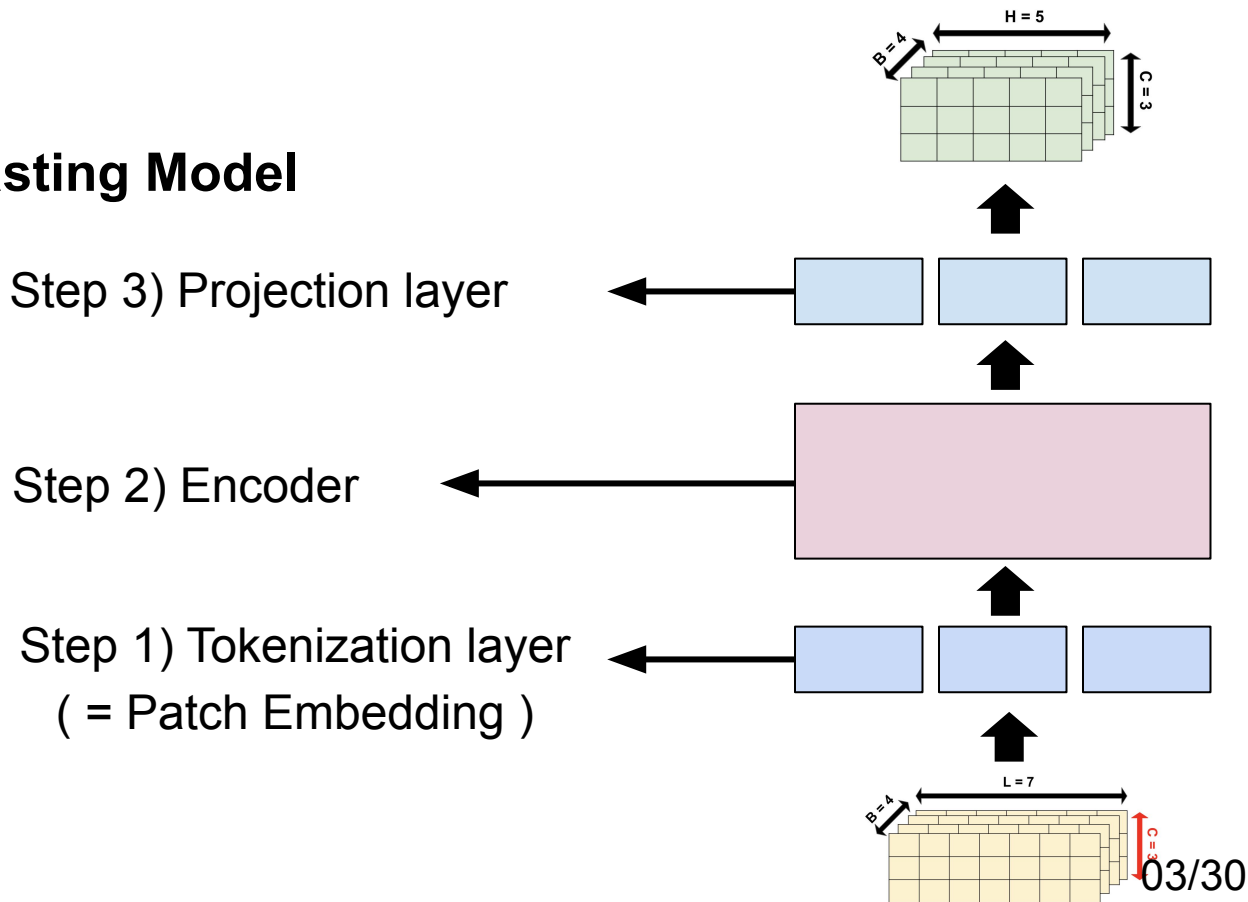 H = 5
B = 4
C = 3
asting Model
Step 3) Projection layer
Step 2) Encoder
Step 1) Tokenization layer
( = Patch Embedding )
L = 7
B = 4
C = 3
03/30